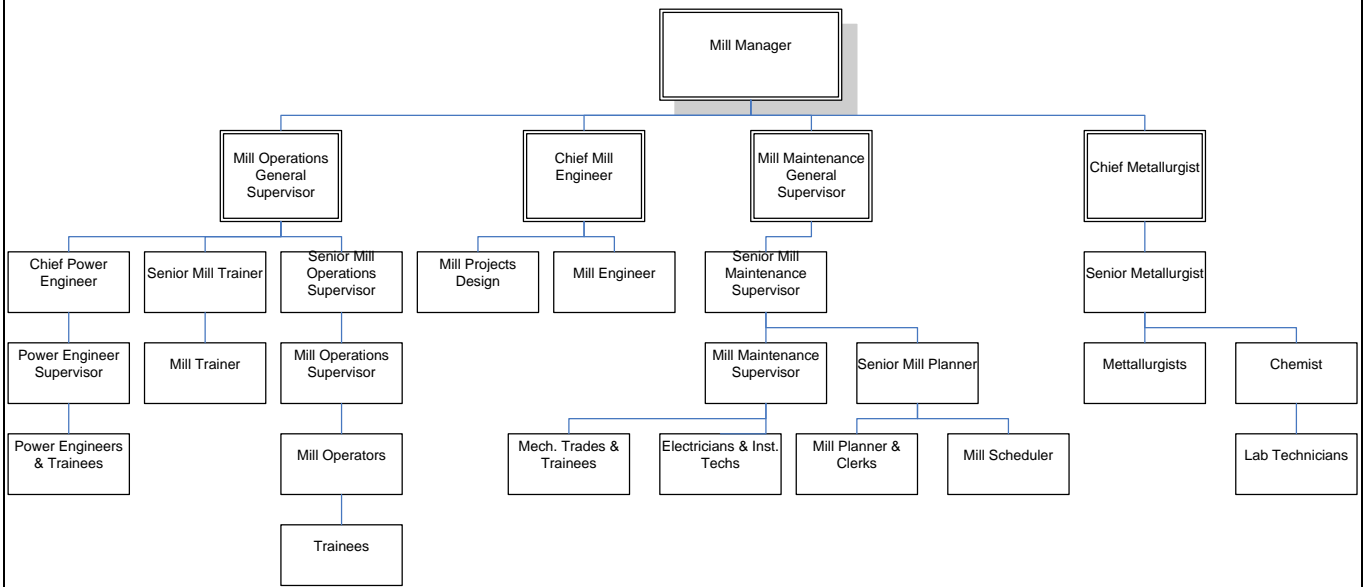 Mill Manager
Mill Operations
General
Supervisor
Chief Mill
Engineer
Mill Maintenance
General
Supervisor
Chief Metallurgist
Chief Power
Engineer
Senior Mill Trainer
Senior Mill
Operations
Supervisor
Mill Projects
Design
Mill Engineer
Senior Mill
Maintenance
Supervisor
Senior Metallurgist
Power Engineer
Supervisor
Mill Trainer
Mill Operations
Supervisor
Mill Maintenance
Supervisor
Senior Mill Planner
Mettallurgists
Chemist
Power Engineers
& Trainees
Mill Operators
Mech. Trades &
Trainees
Electricians & Inst.
Techs
Mill Planner &
Clerks
Mill Scheduler
Lab Technicians
Trainees